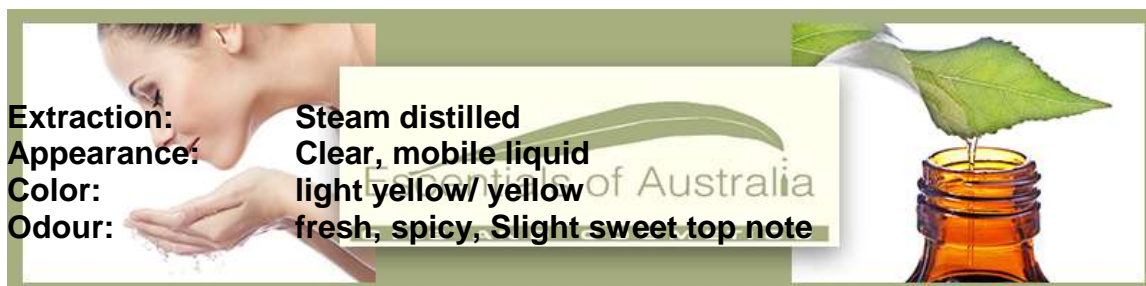 Extraction: Steam distilled
Appearance: Clear, mobile liquid
Essentials of Australia
Color: light yellow/ yellow
Odour: fresh, spicy, Slight sweet top note